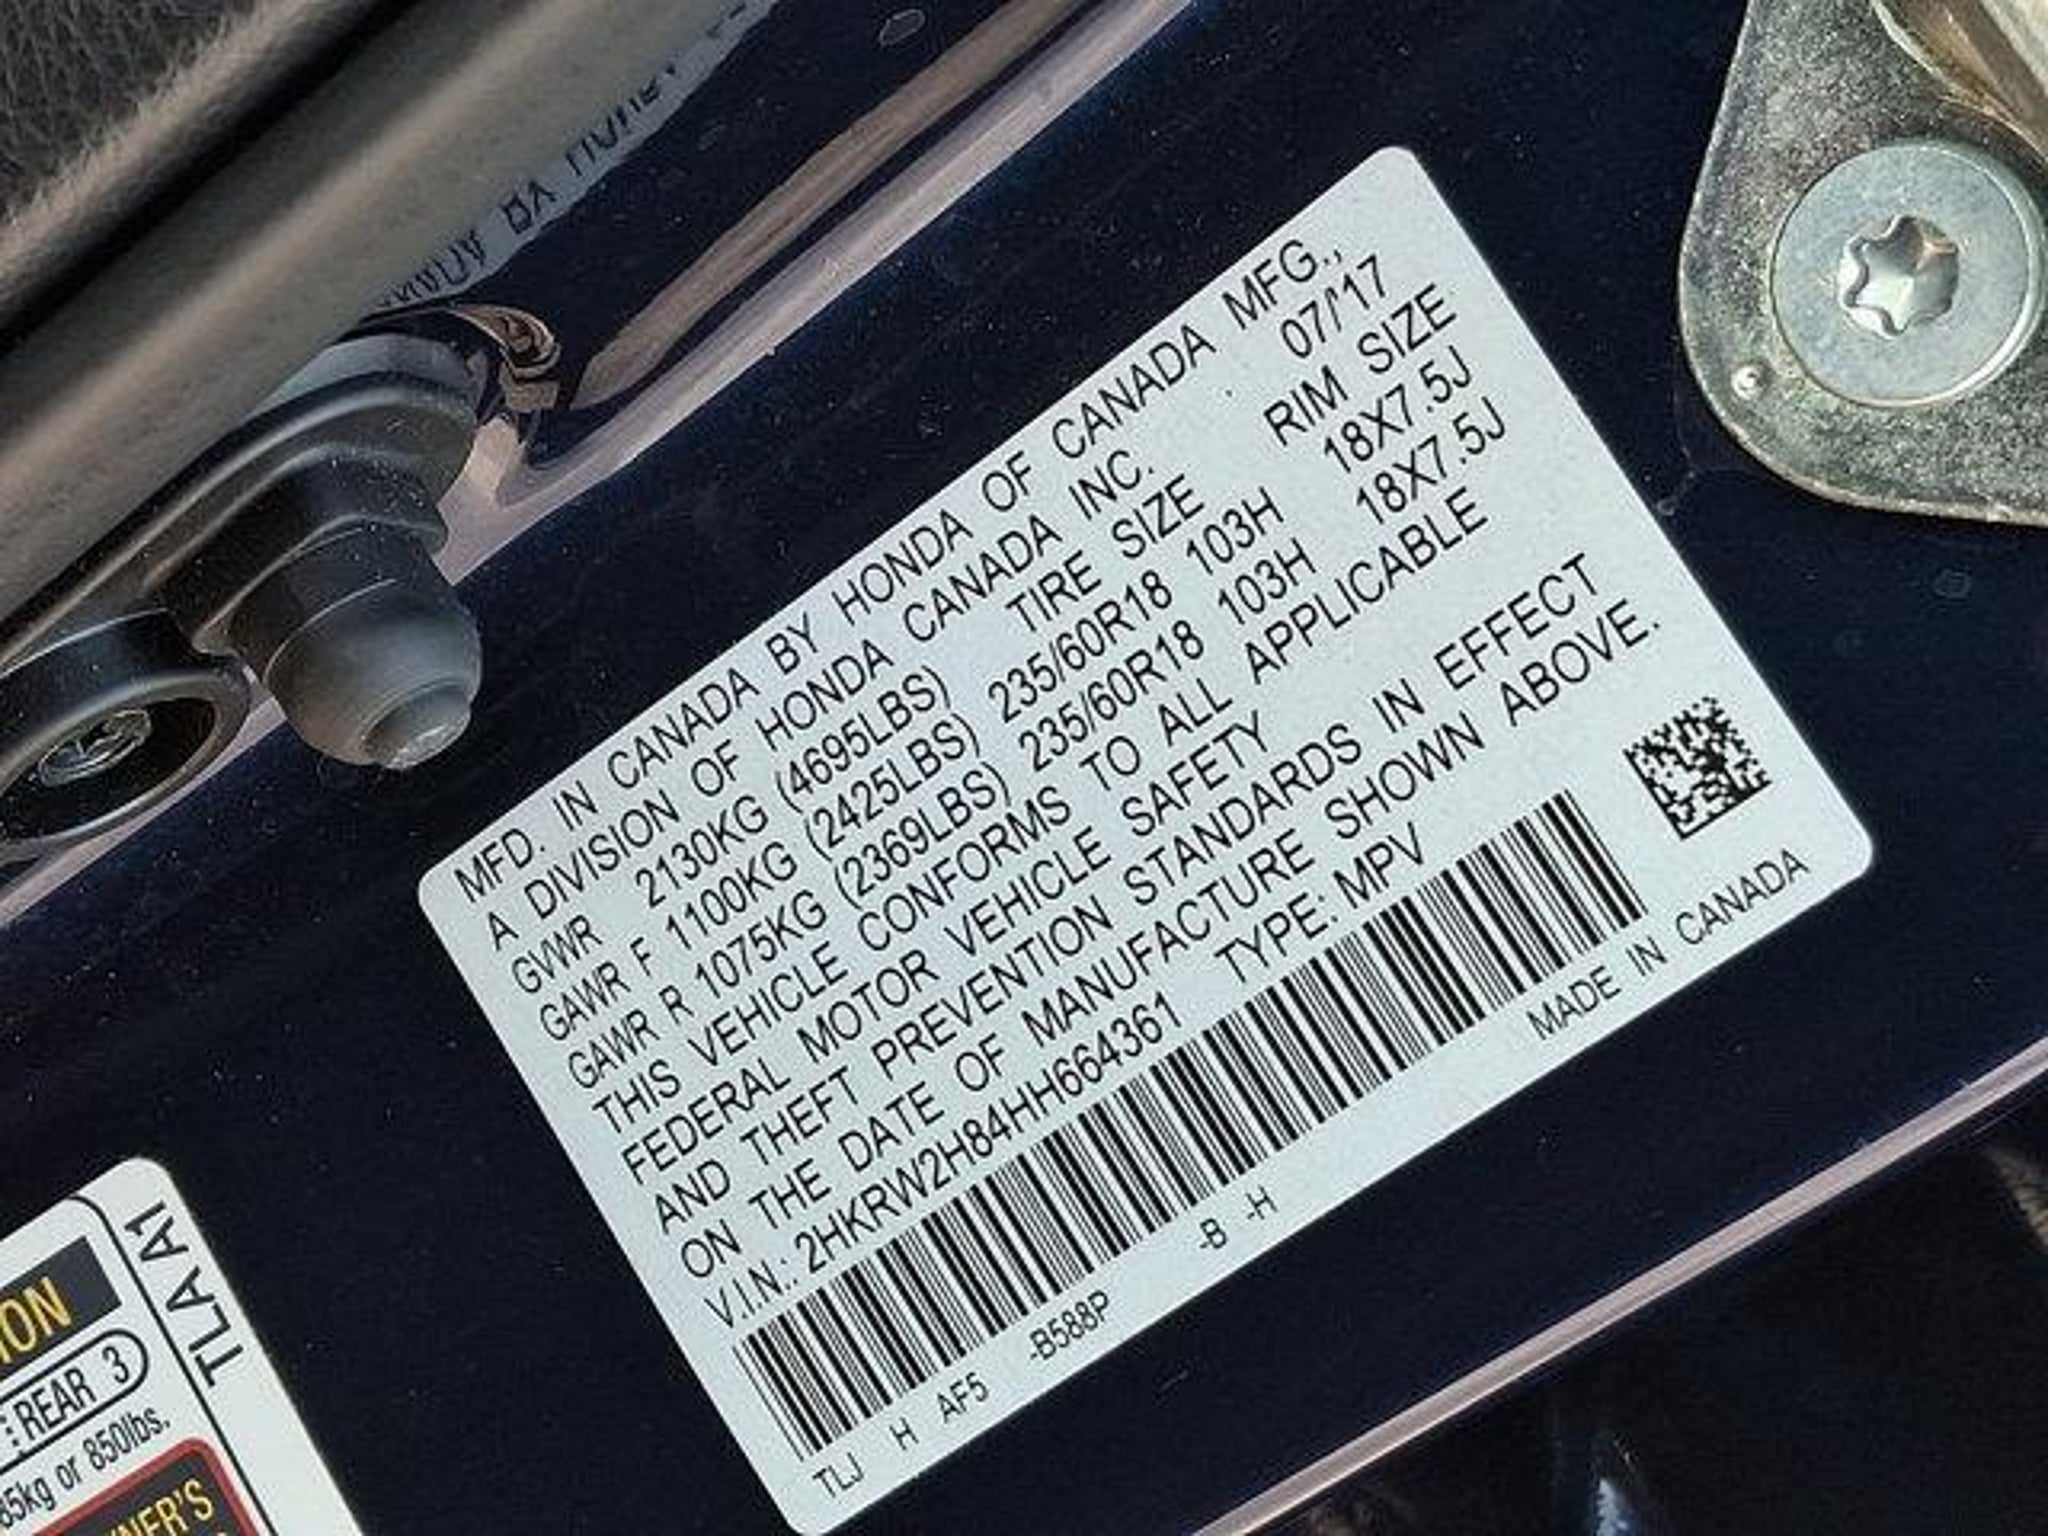 MFD. IN CANADA BY HONDA OF CANADA MFG.,
A DIVISION OF HONDA CANADA INC. 07/'17
GVWR 2130KG (4695LBS) TIRE SIZE RIM SIZE
GAWR F 1100KG (2425LBS) 235/60R18 103H 18X7.5J
GAWR R 1075KG (2369LBS) 235/60R18 103H 18X7.5J
THIS VEHICLE CONFORMS TO ALL APPLICABLE
FEDERAL MOTOR VEHICLE SAFETY
AND THEFT PREVENTION STANDARDS IN EFFECT
ON THE DATE OF MANUFACTURE SHOWN ABOVE.
V.I.N.: 2HKRW2H84HH664361 TYPE: MPV
TLJ H AF5 -B588P -B -H MADE IN CANADA
TLA A1
REAR 3
or 850lbs.